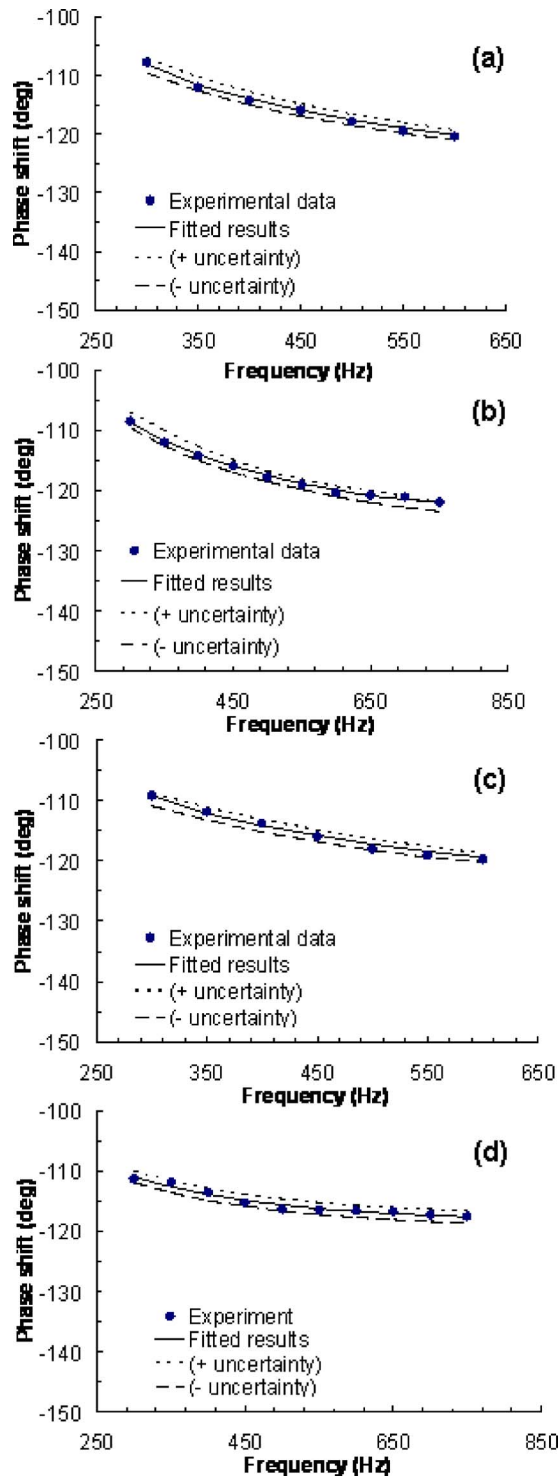 -100
(a)
-110
-120
-130
-140
-150
Phase shift (deg)
Experimental data
Fitted results
(+ uncertainty)
(- uncertainty)
250 350 450 550 650
Frequency (Hz)
-100
(b)
-110
-120
-130
-140
-150
Phase shift (deg)
Experimental data
Fitted results
(+ uncertainty)
(- uncertainty)
250 450 650 850
Frequency (Hz)
-100
(c)
-110
-120
-130
-140
-150
Phase shift (deg)
Experimental data
Fitted results
(+ uncertainty)
(- uncertainty)
250 350 450 550 650
Frequency (Hz)
-100
(d)
-110
-120
-130
-140
-150
Phase shift (deg)
Experiment
Fitted results
(+ uncertainty)
(- uncertainty)
250 450 650 850
Frequency (Hz)